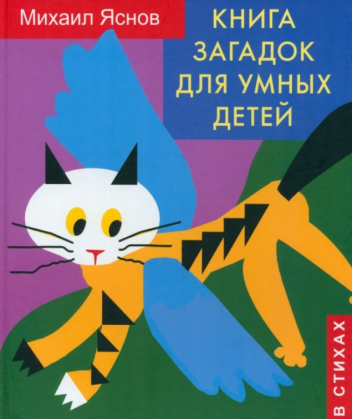 Михаил Яснов
КНИГА
ЗАГАДОК
ДЛЯ УМНЫХ
ДЕТЕЙ
В СТИХАХ